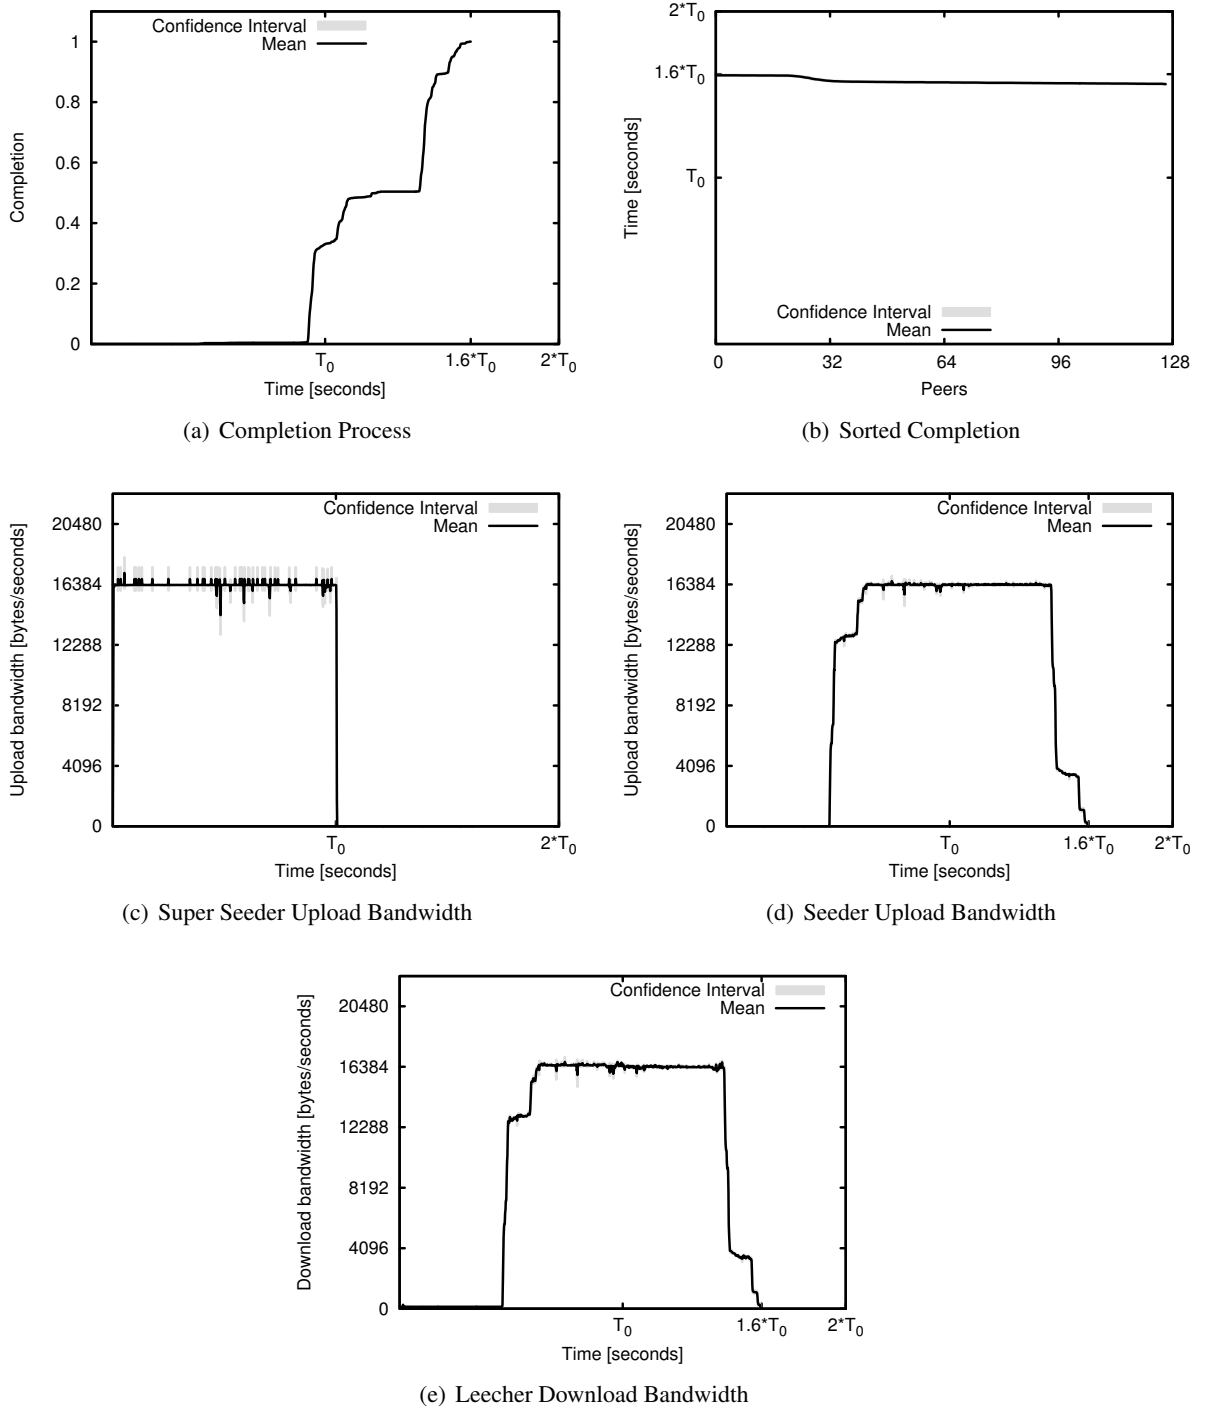 Confidence Interval
Mean
1
0.8
0.6
0.4
0.2
0
Completion
T0 1.6*T0 2*T0
Time [seconds]
(a) Completion Process
2*T0
1.6*T0
T0
Time [seconds]
Confidence Interval
Mean
0 32 64 96 128
Peers
(b) Sorted Completion
Confidence Interval
Mean
20480
16384
12288
8192
4096
0
Upload bandwidth [bytes/seconds]
T0 2*T0
Time [seconds]
(c) Super Seeder Upload Bandwidth
Confidence Interval
Mean
20480
16384
12288
8192
4096
0
Upload bandwidth [bytes/seconds]
T0 1.6*T0 2*T0
Time [seconds]
(d) Seeder Upload Bandwidth
Confidence Interval
Mean
20480
16384
12288
8192
4096
0
Download bandwidth [bytes/seconds]
T0 1.6*T0 2*T0
Time [seconds]
(e) Leecher Download Bandwidth